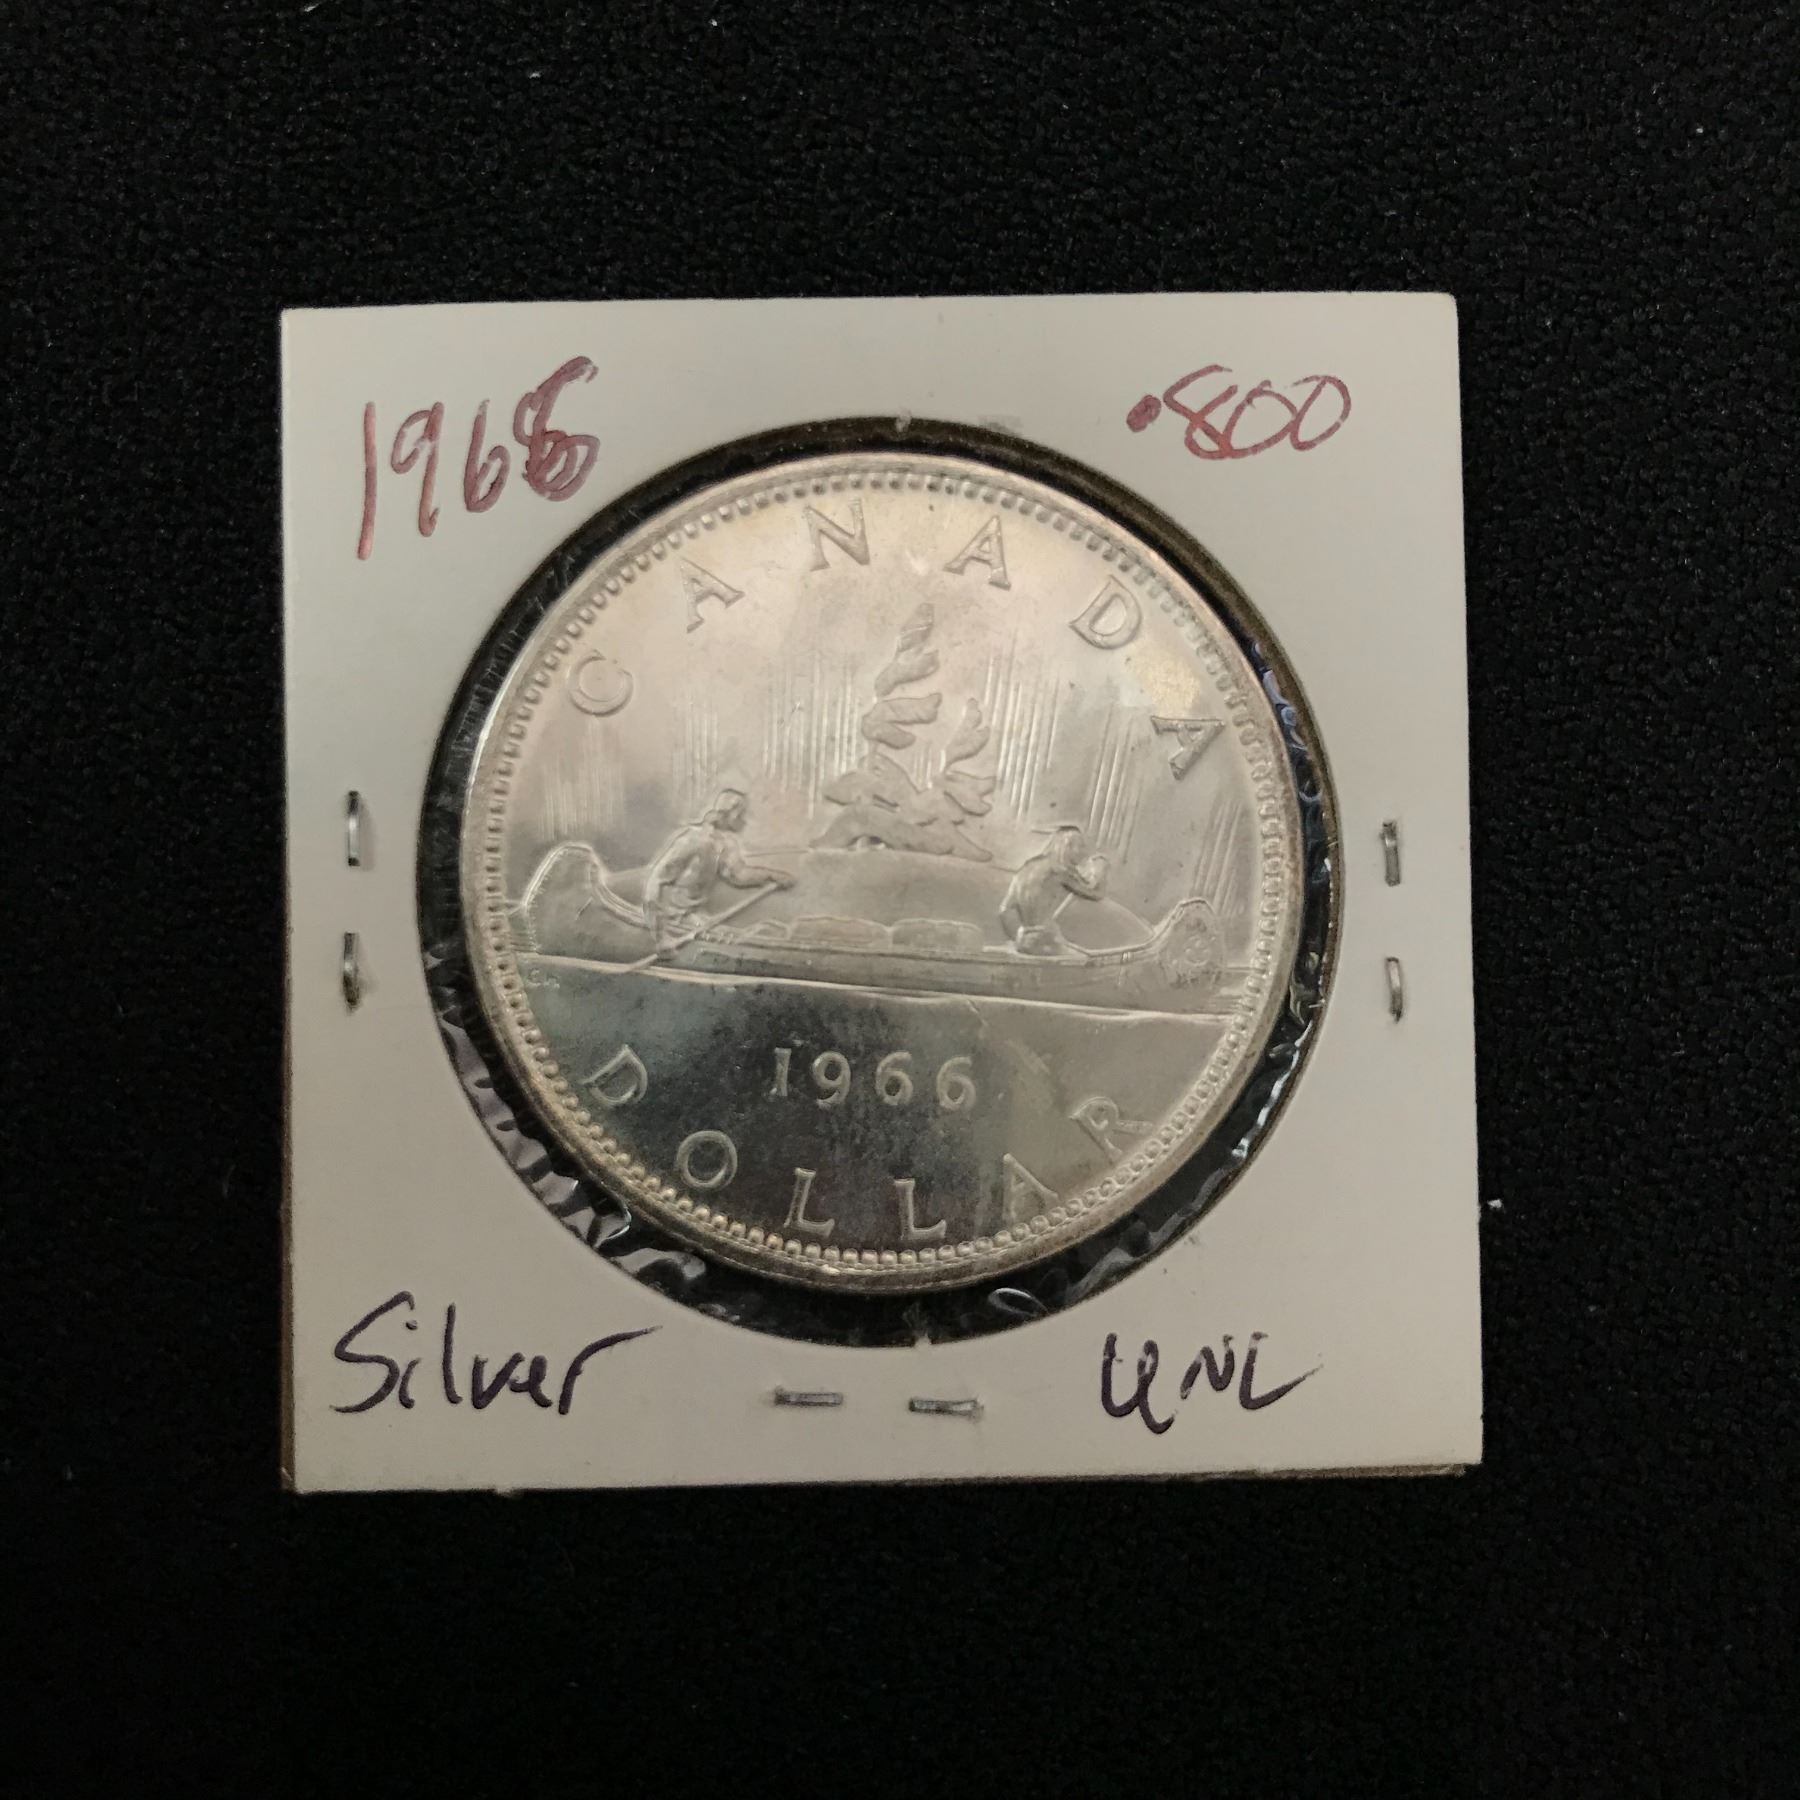 1966
.800
CANADA
1966
DOLLAR
Silver
UNC